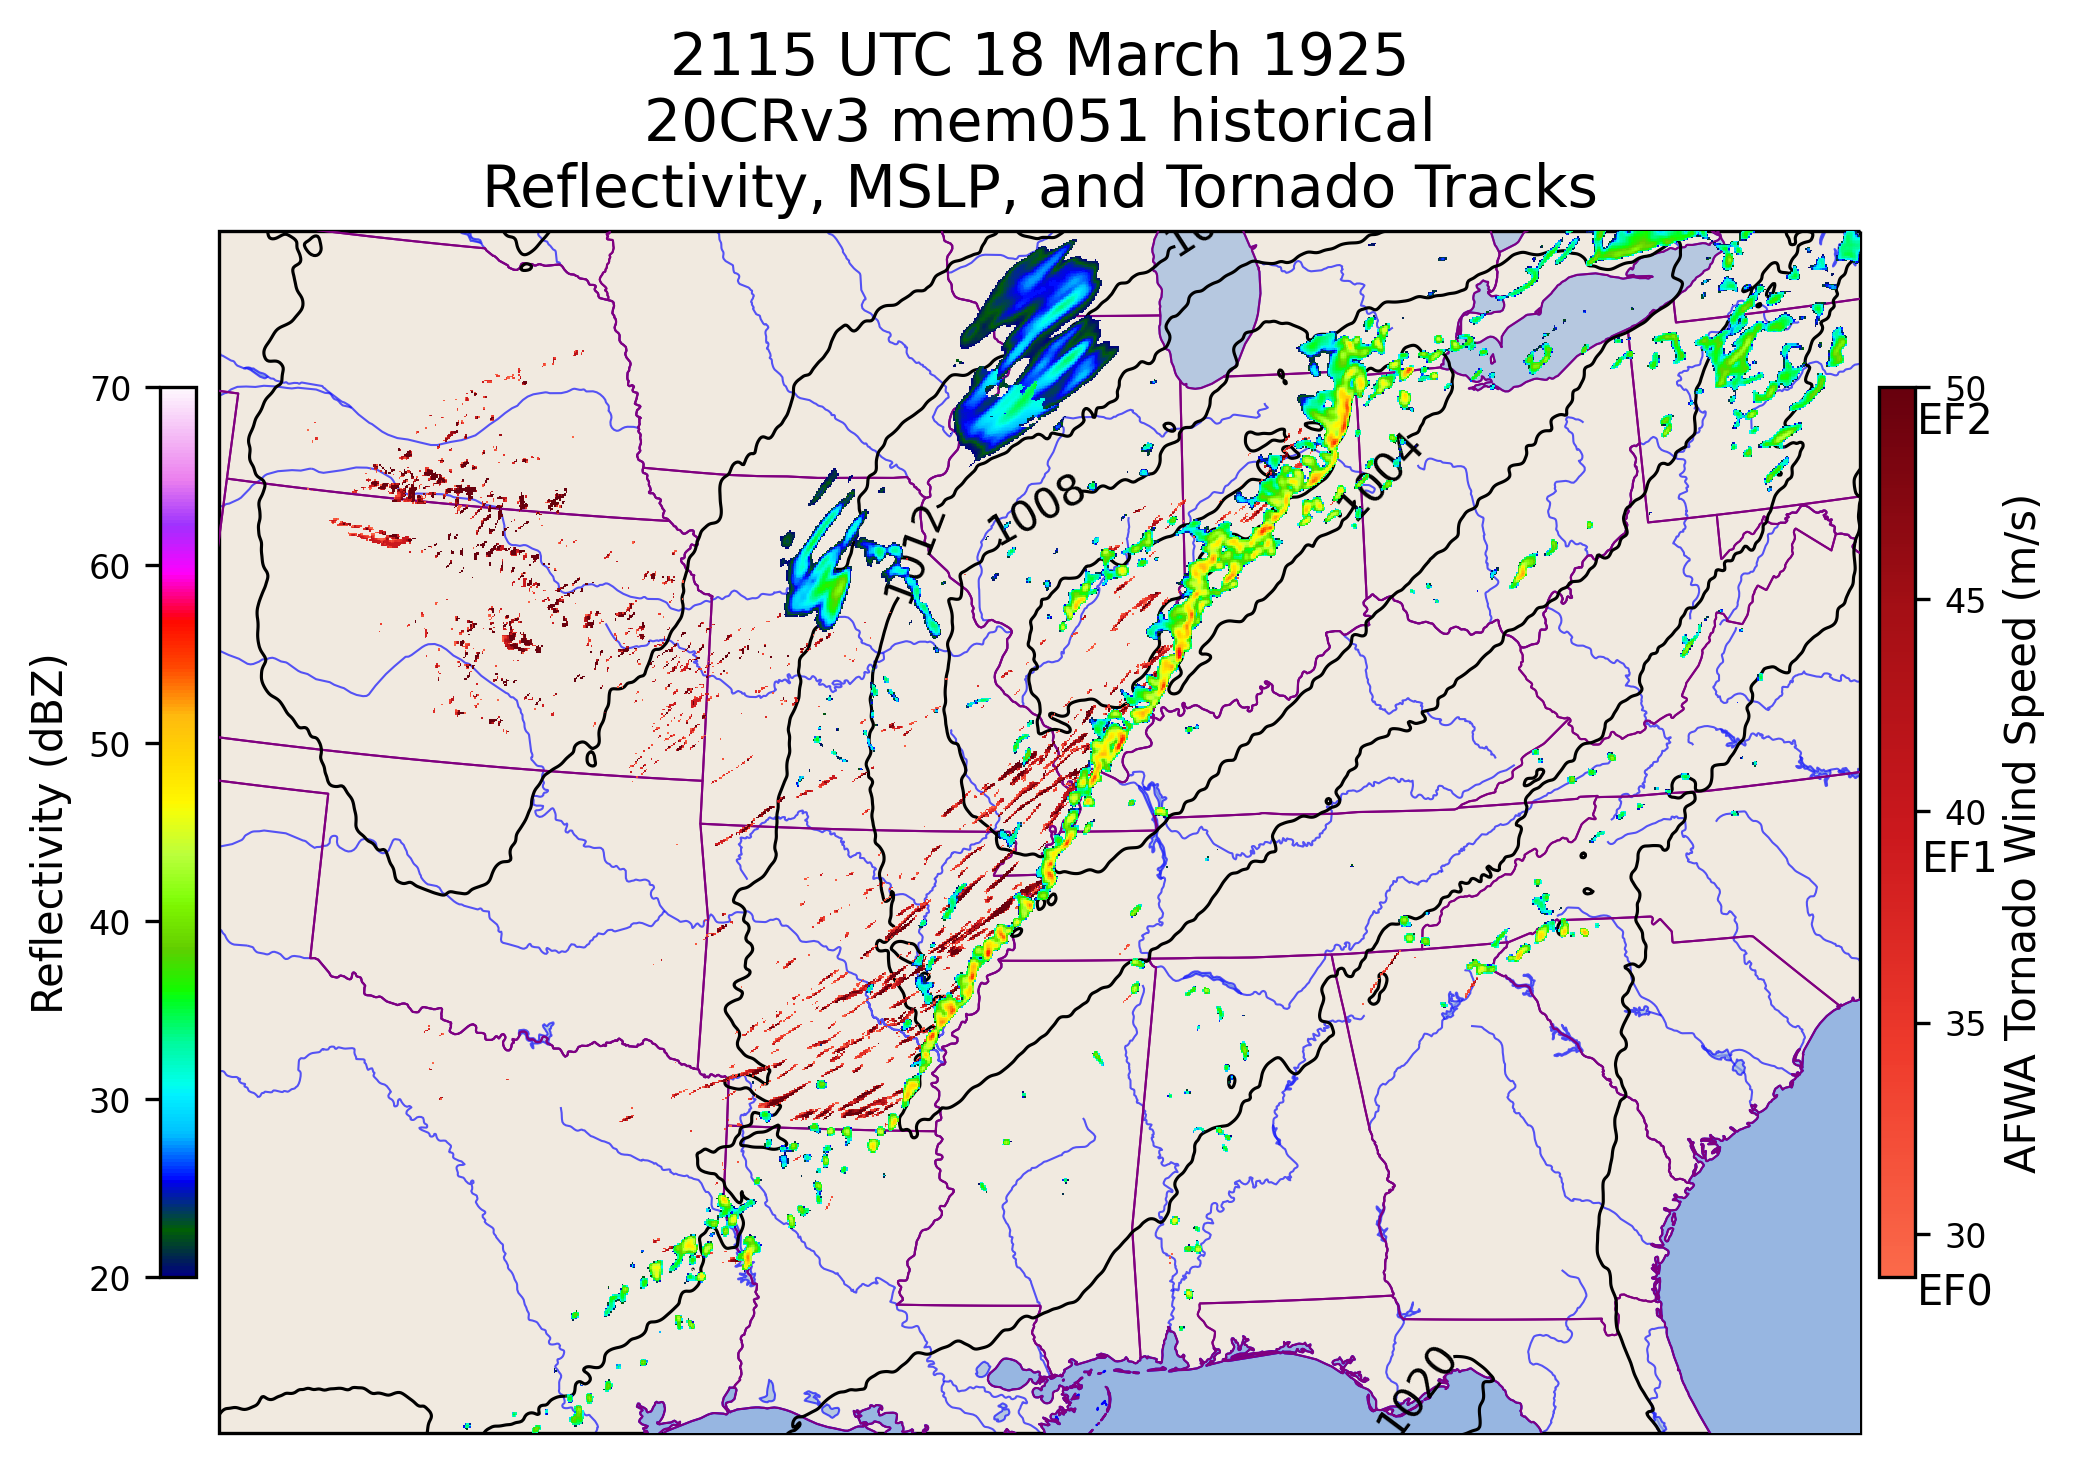 2115 UTC 18 March 1925
20CRv3 mem051 historical
Reflectivity, MSLP, and Tornado Tracks
70
60
50
40
30
20
Reflectivity (dBZ)
1012
1008
1004
1020
50
EF2
45
40
EF1
35
30
EF0
AFWA Tornado Wind Speed (m/s)